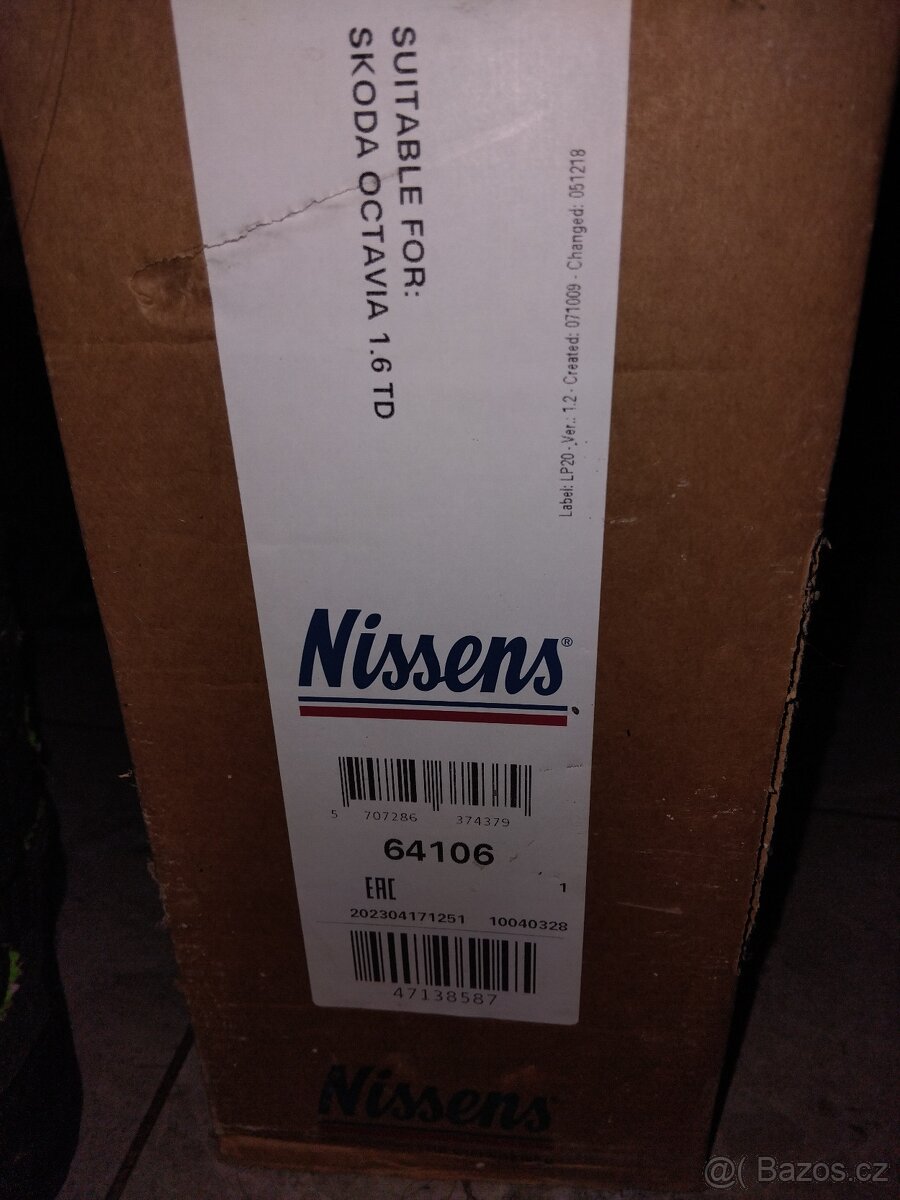 SUITABLE FOR:
SKODA OCTAVIA 1.6 TD
Label: LP20 - Ver.: 1.2 - Created: 071009 - Changed: 051218
Nissens®
5 707286 374379
64106
EAC
1
202304171251 10040328
47138587
Nissens
@( Bazos.cz